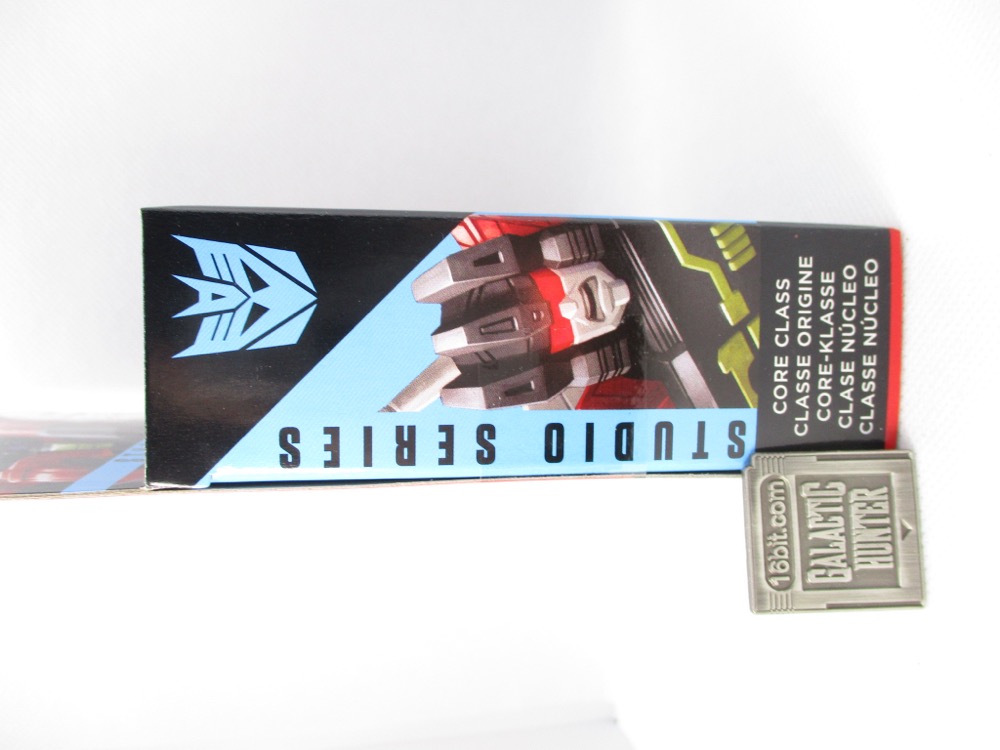 STUDIO SERIES
CORE CLASS
CLASSE ORIGINE
CORE-KLASSE
CLASE NÚCLEO
CLASSE NÚCLEO
16bit.com
GALACTIC
HUNTER